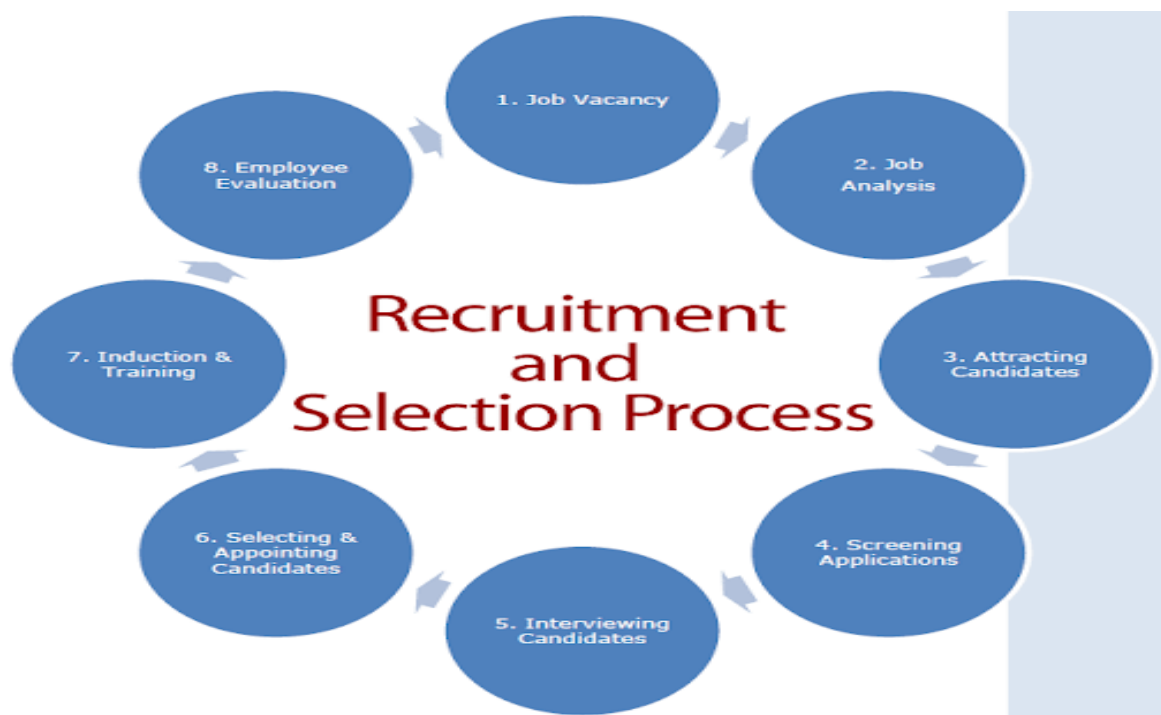 1. Job Vacancy
2. Job
Analysis
3. Attracting
Candidates
4. Screening
Applications
5. Interviewing
Candidates
6. Selecting &
Appointing
Candidates
7. Induction &
Training
8. Employee
Evaluation
Recruitment
and
Selection Process